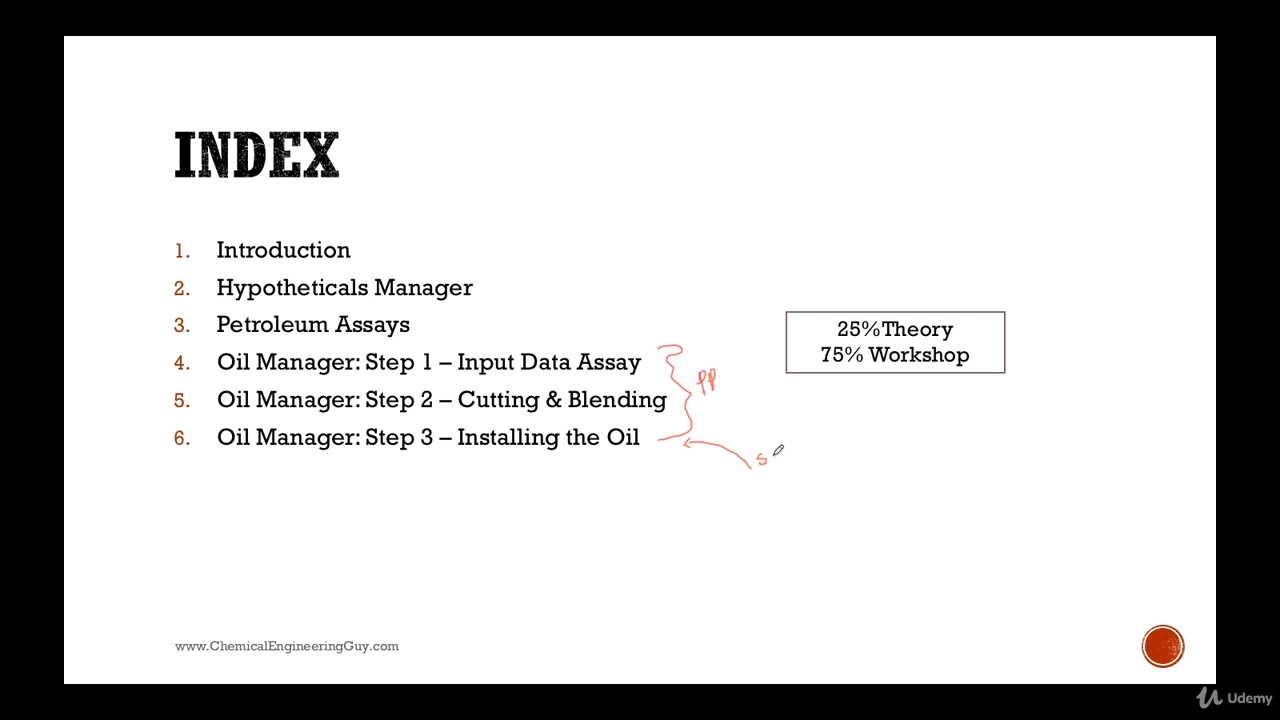 INDEX
1. Introduction
2. Hypotheticals Manager
3. Petroleum Assays
4. Oil Manager: Step 1 – Input Data Assay
5. Oil Manager: Step 2 – Cutting & Blending
6. Oil Manager: Step 3 – Installing the Oil
PP
25%Theory
75% Workshop
www.ChemicalEngineeringGuy.com
Udemy